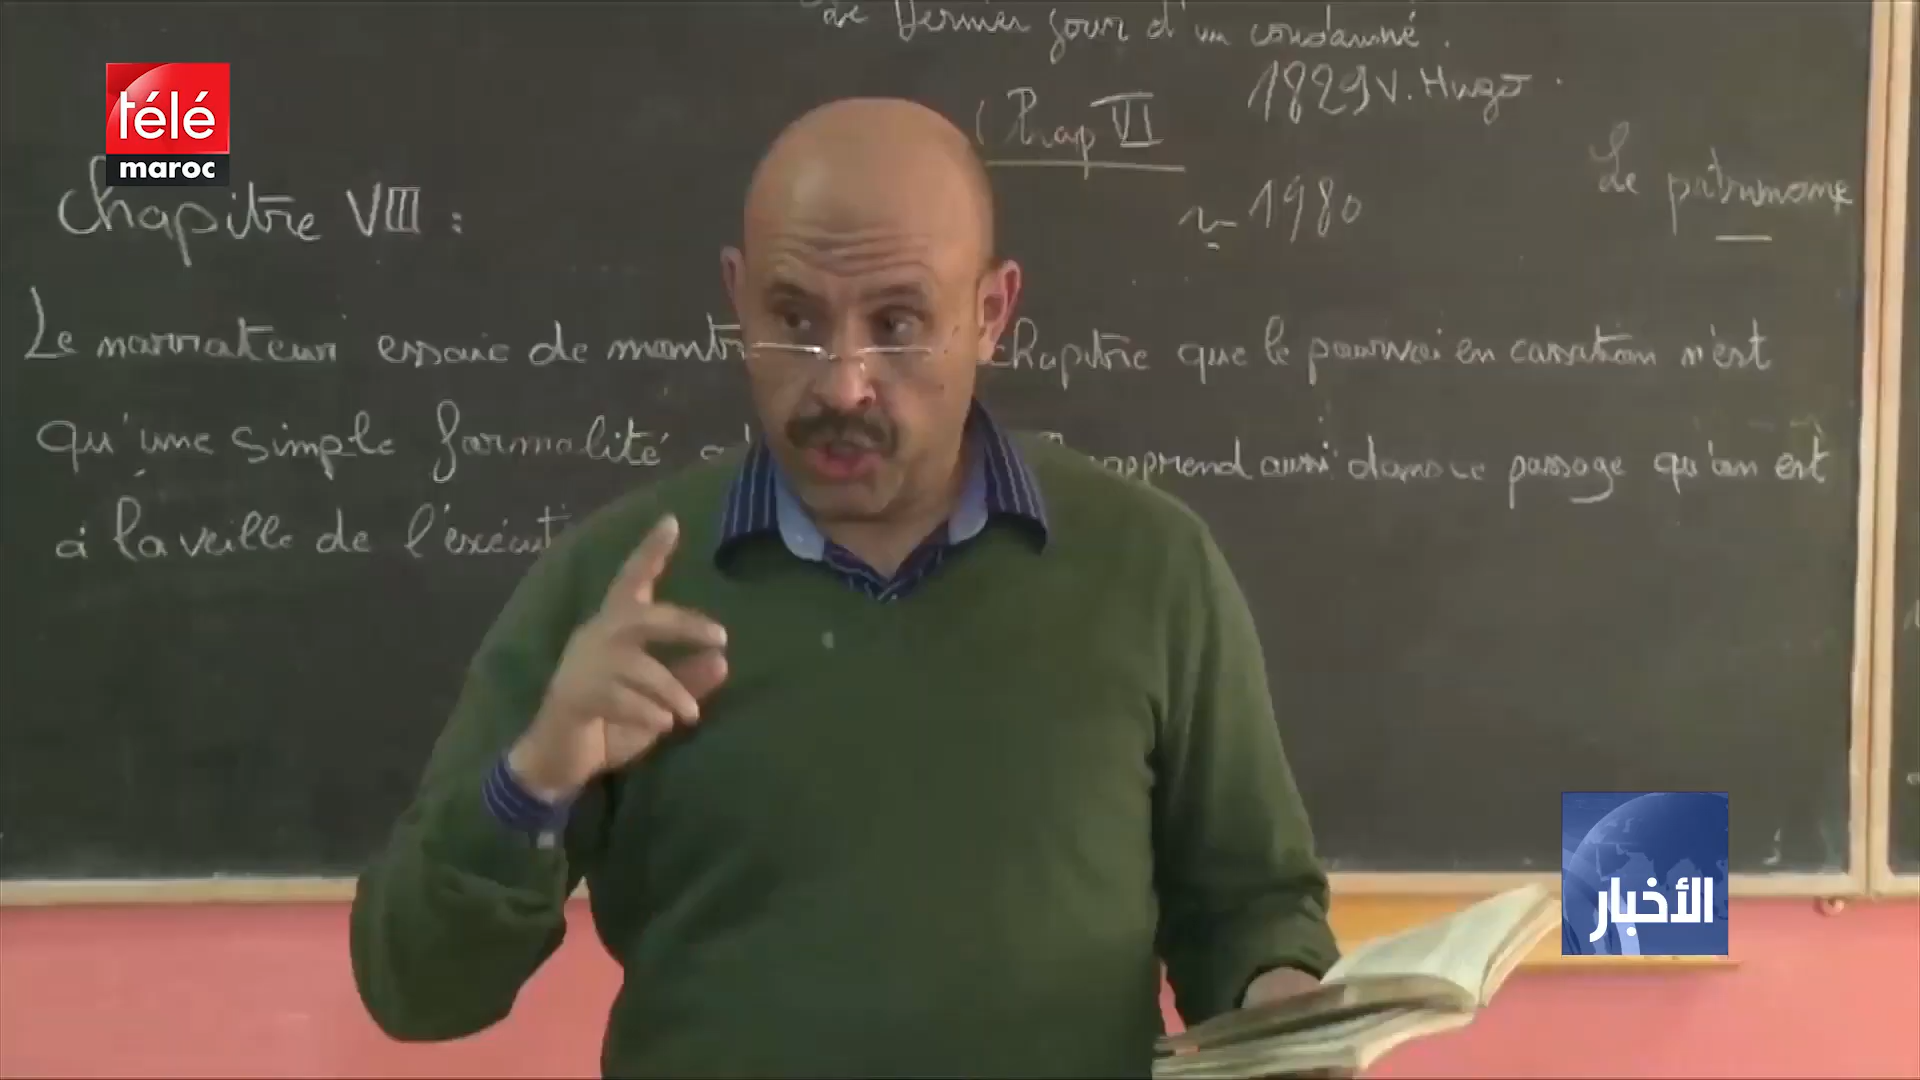 télé
maroc
Le Dernier jour d'un condamné.
1829 V. Hugo.
Chap VI
1980
Le patrimoine
Chapitre VIII :
Le narrateur essaie de montr chapitre que le pourvoi en cassation n'est
qu'une simple formalité apprend aussi dans ce passage qu'on est
à la veille de l'exécut
الأخبار